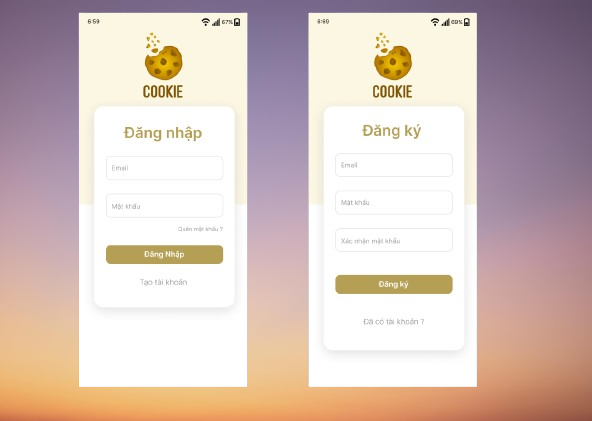 6:59
67%
COOKIE
Đăng nhập
Email
Mật khẩu
Quên mật khẩu ?
Đăng Nhập
Tạo tài khoản
6:69
69%
COOKIE
Đăng ký
Email
Mật khẩu
Xác nhận mật khẩu
Đăng ký
Đã có tài khoản ?